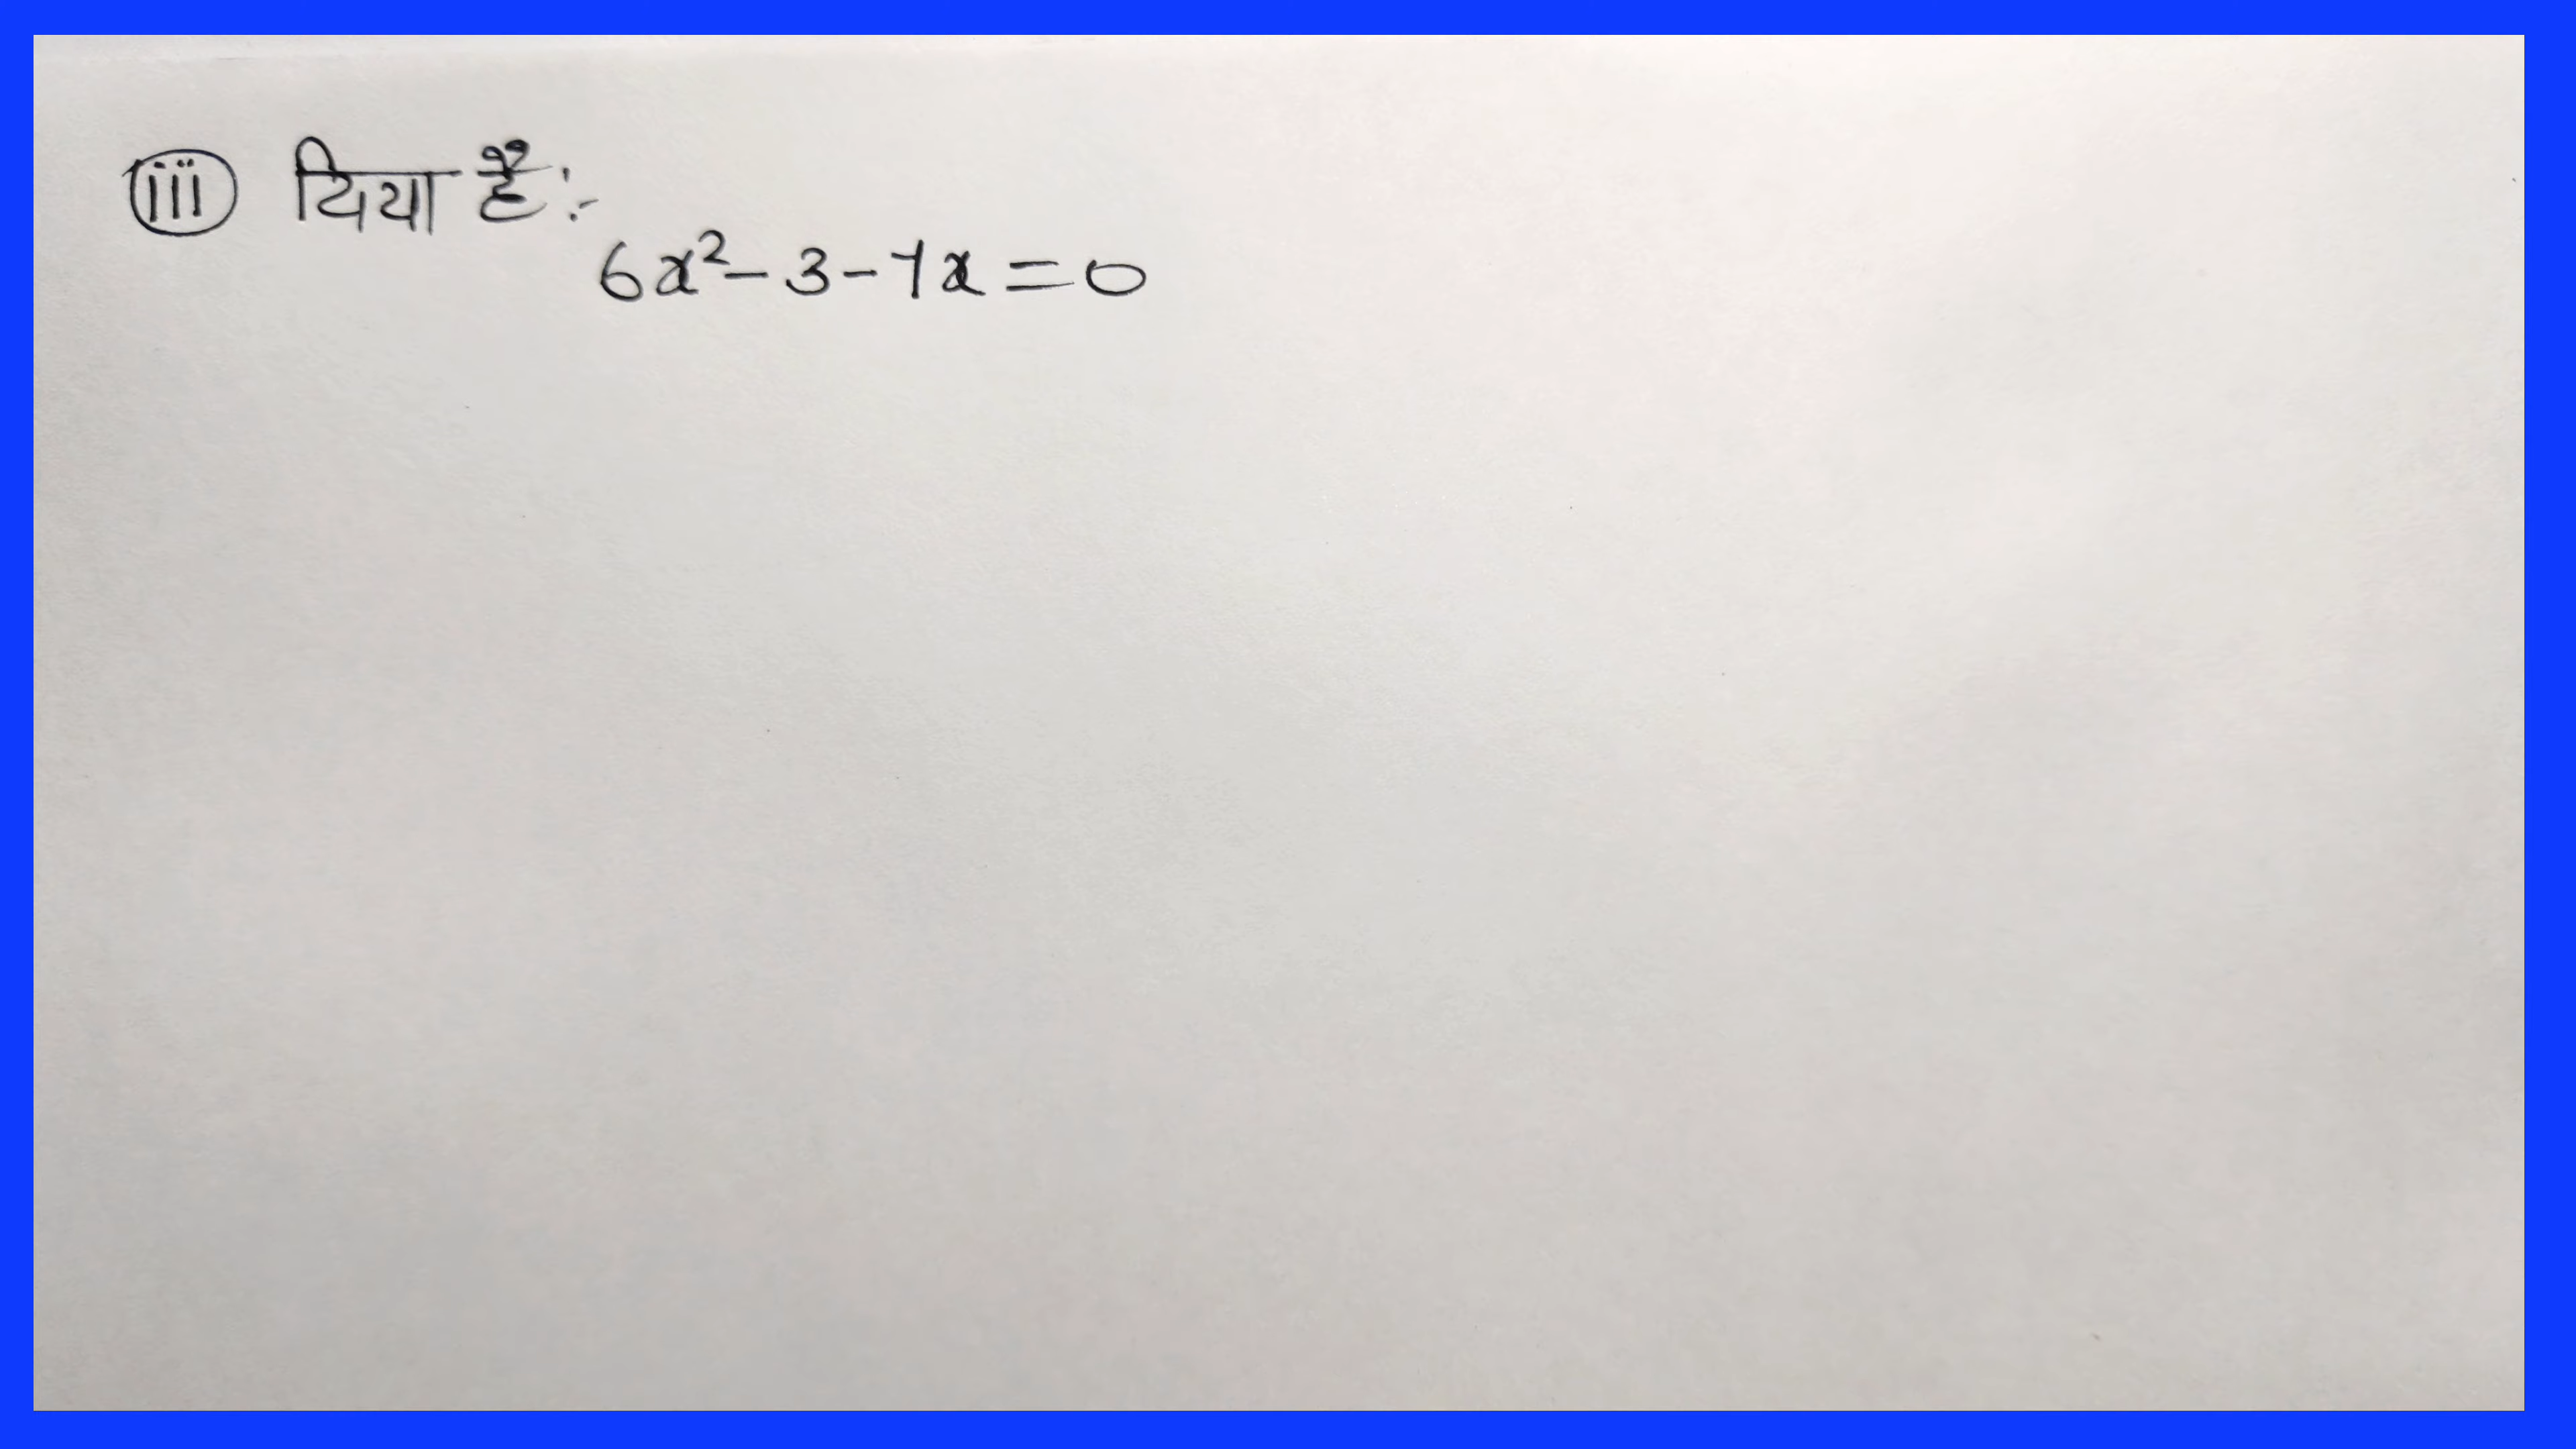 iii दिया है :-
6x² - 3 - 7x = 0